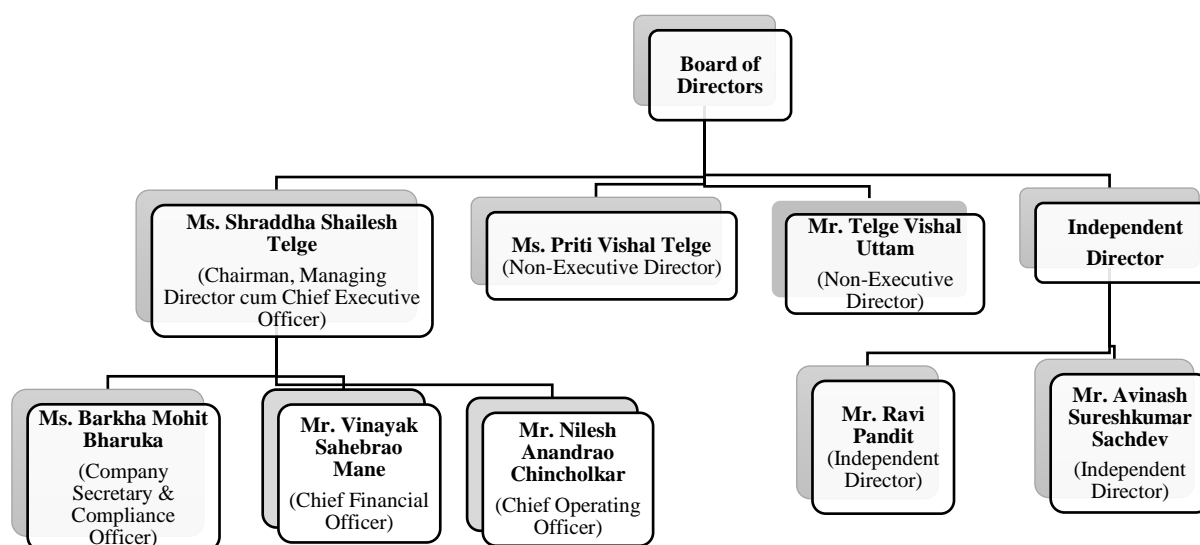 Board of
Directors
Ms. Shraddha Shailesh
Telge
(Chairman, Managing
Director cum Chief Executive
Officer)
Ms. Priti Vishal Telge
(Non-Executive Director)
Mr. Telge Vishal
Uttam
(Non-Executive
Director)
Independent
Director
Ms. Barkha Mohit
Bharuka
(Company
Secretary &
Compliance
Officer)
Mr. Vinayak
Sahebrao
Mane
(Chief Financial
Officer)
Mr. Nilesh
Anandrao
Chincholkar
(Chief Operating
Officer)
Mr. Ravi
Pandit
(Independent
Director)
Mr. Avinash
Sureshkumar
Sachdev
(Independent
Director)